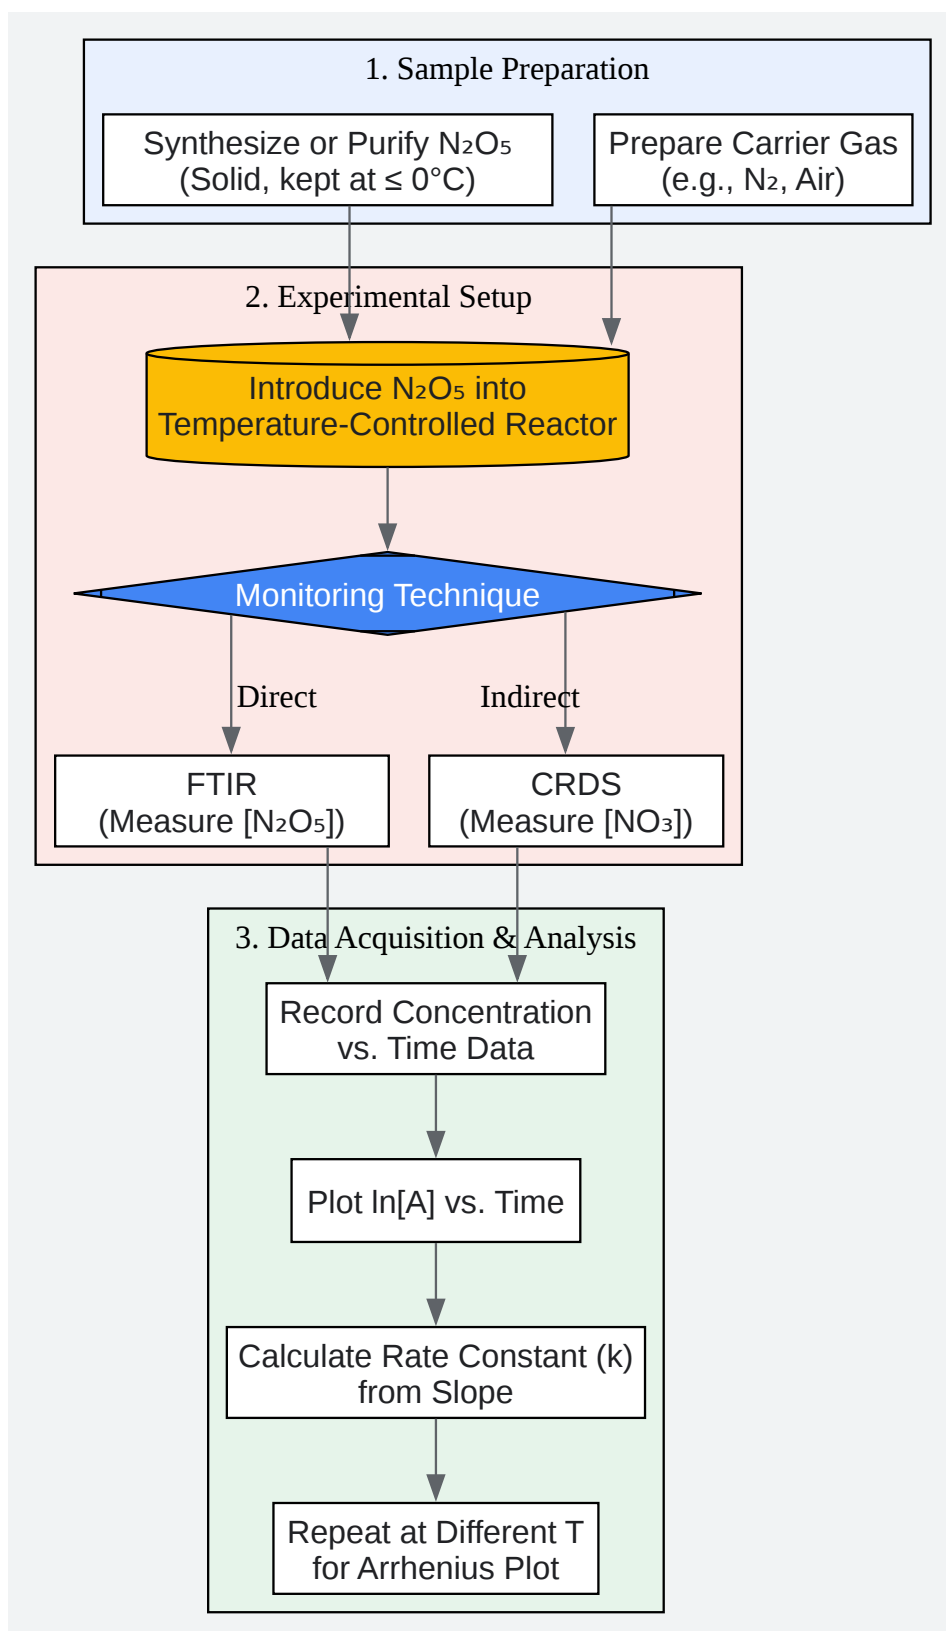 1. Sample Preparation
Synthesize or Purify N₂O₅
(Solid, kept at ≤ 0°C)
Prepare Carrier Gas
(e.g., N₂, Air)
2. Experimental Setup
Introduce N₂O₅ into
Temperature-Controlled Reactor
Monitoring Technique
Direct
Indirect
FTIR
(Measure [N₂O₅])
CRDS
(Measure [NO₃])
3. Data Acquisition & Analysis
Record Concentration
vs. Time Data
Plot ln[A] vs. Time
Calculate Rate Constant (k)
from Slope
Repeat at Different T
for Arrhenius Plot